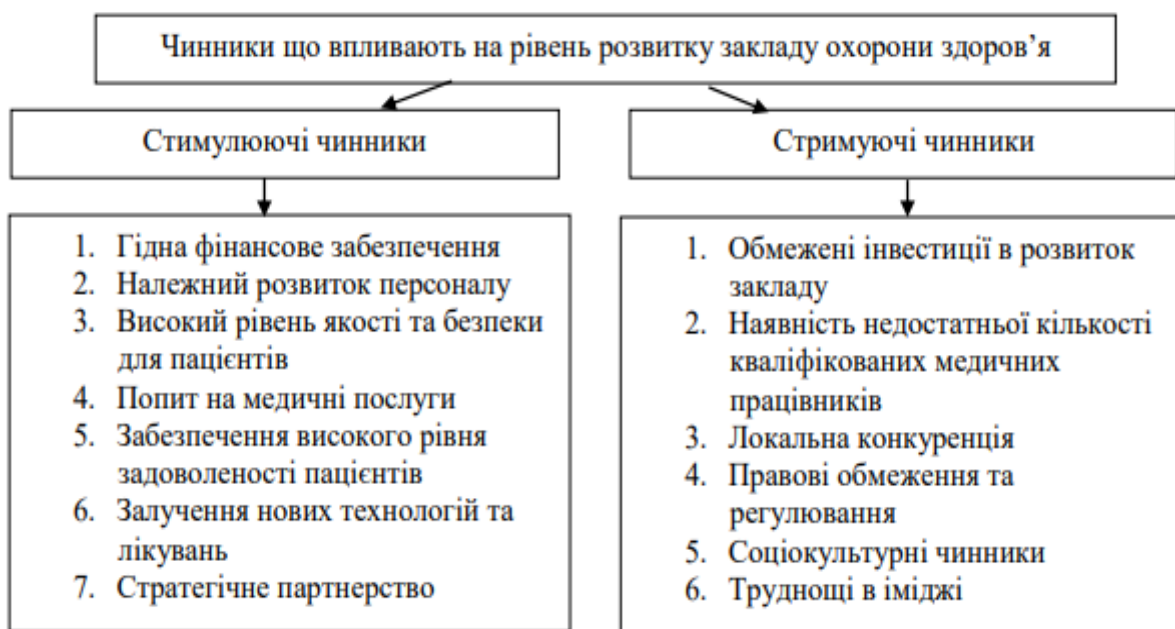 Чинники що впливають на рівень розвитку закладу охорони здоров’я
Стимулюючі чинники
Стримуючі чинники
1. Гідна фінансове забезпечення
2. Належний розвиток персоналу
3. Високий рівень якості та безпеки
для пацієнтів
4. Попит на медичні послуги
5. Забезпечення високого рівня
задоволеності пацієнтів
6. Залучення нових технологій та
лікувань
7. Стратегічне партнерство
1. Обмежені інвестиції в розвиток
закладу
2. Наявність недостатньої кількості
кваліфікованих медичних
працівників
3. Локальна конкуренція
4. Правові обмеження та
регулювання
5. Соціокультурні чинники
6. Труднощі в іміджі